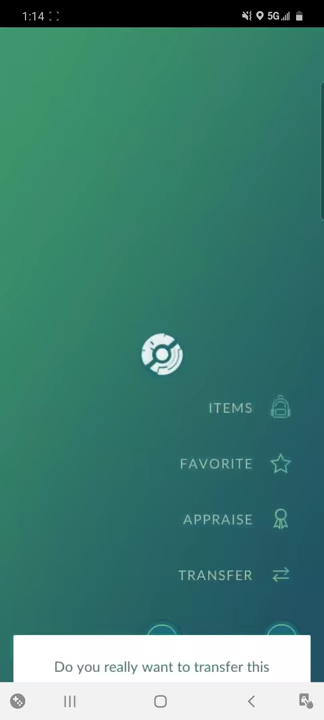 1:14
5G
ITEMS
FAVORITE
APPRAISE
TRANSFER
Do you really want to transfer this